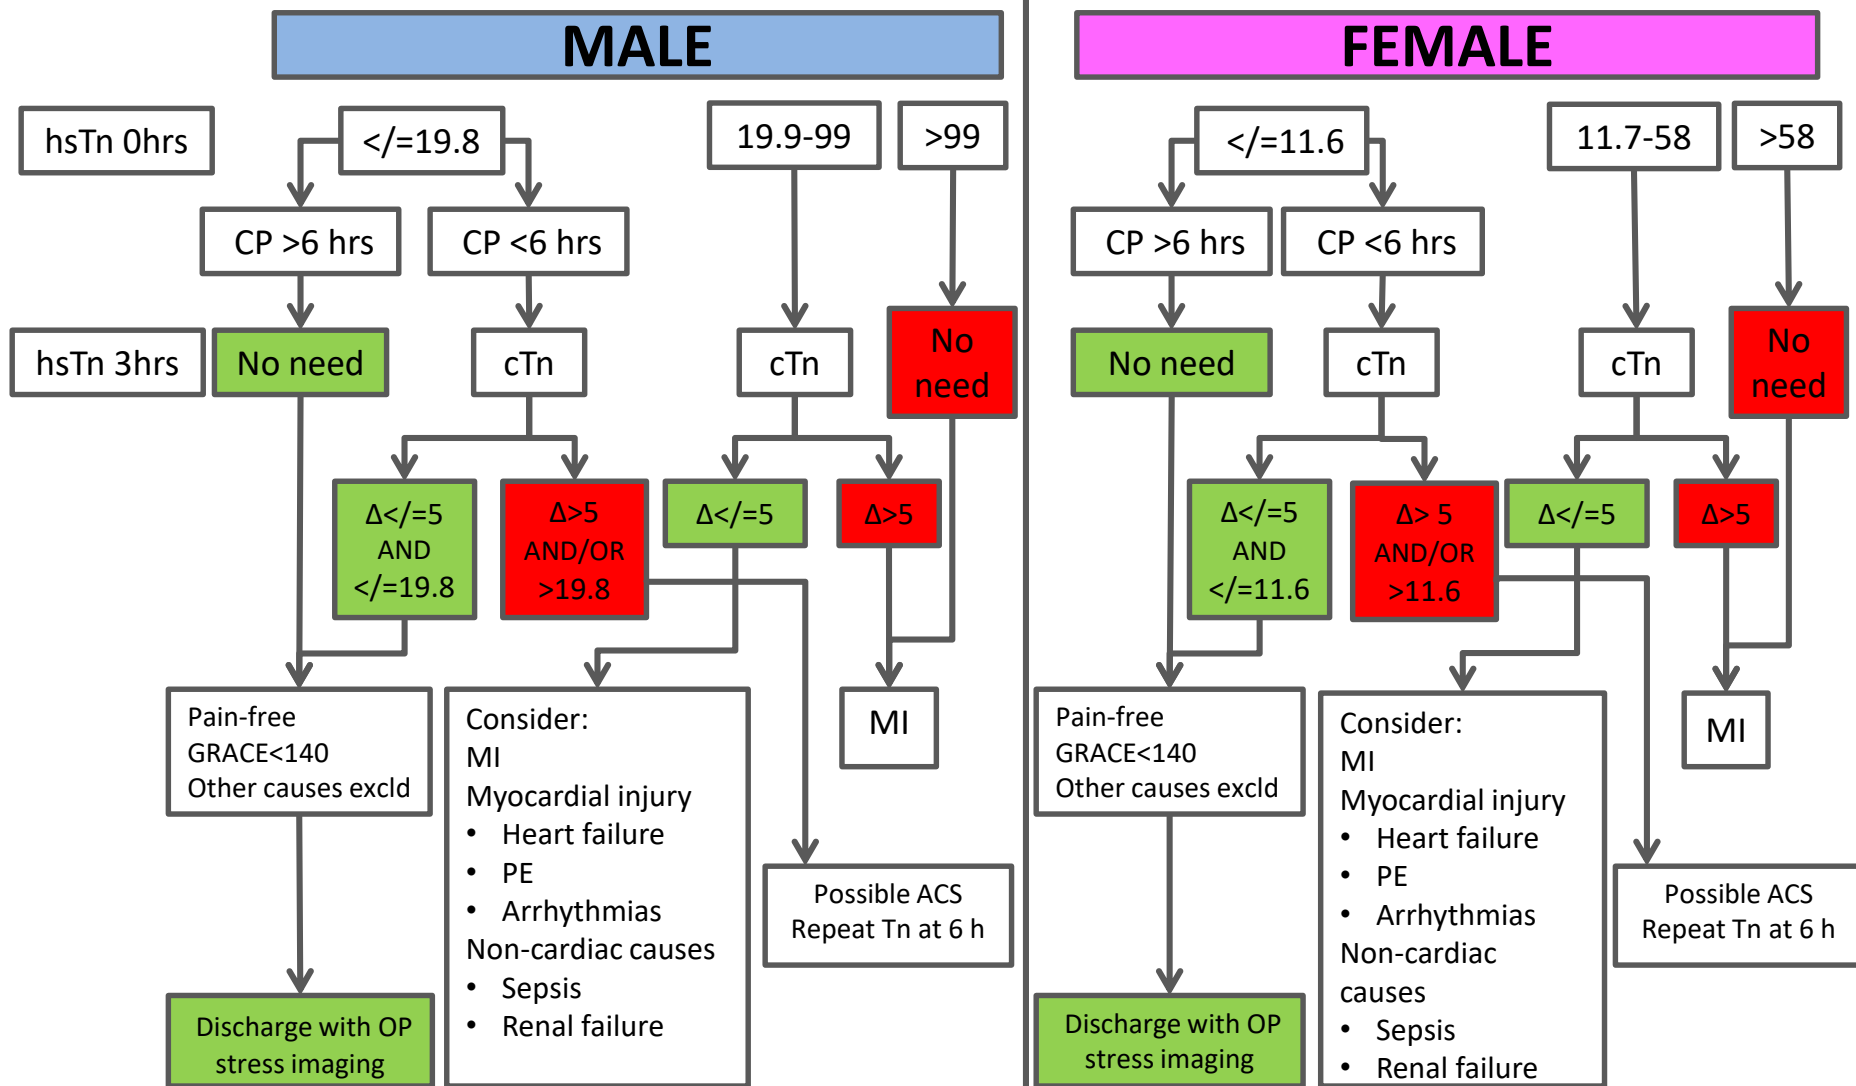 MALE
hsTn 0hrs
</=19.8
19.9-99
>99
CP >6 hrs
CP <6 hrs
hsTn 3hrs
No need
cTn
cTn
No
need
Δ</=5
AND
</=19.8
Δ>5
AND/OR
>19.8
Δ</=5
Δ>5
Pain-free
GRACE<140
Other causes excld
Consider:
MI
Myocardial injury
• Heart failure
• PE
• Arrhythmias
Non-cardiac causes
• Sepsis
• Renal failure
MI
Possible ACS
Repeat Tn at 6 h
Discharge with OP
stress imaging
FEMALE
</=11.6
11.7-58
>58
CP >6 hrs
CP <6 hrs
No need
cTn
cTn
No
need
Δ</=5
AND
</=11.6
Δ> 5
AND/OR
>11.6
Δ</=5
Δ>5
Pain-free
GRACE<140
Other causes excld
Consider:
MI
Myocardial injury
• Heart failure
• PE
• Arrhythmias
Non-cardiac
causes
• Sepsis
• Renal failure
MI
Possible ACS
Repeat Tn at 6 h
Discharge with OP
stress imaging